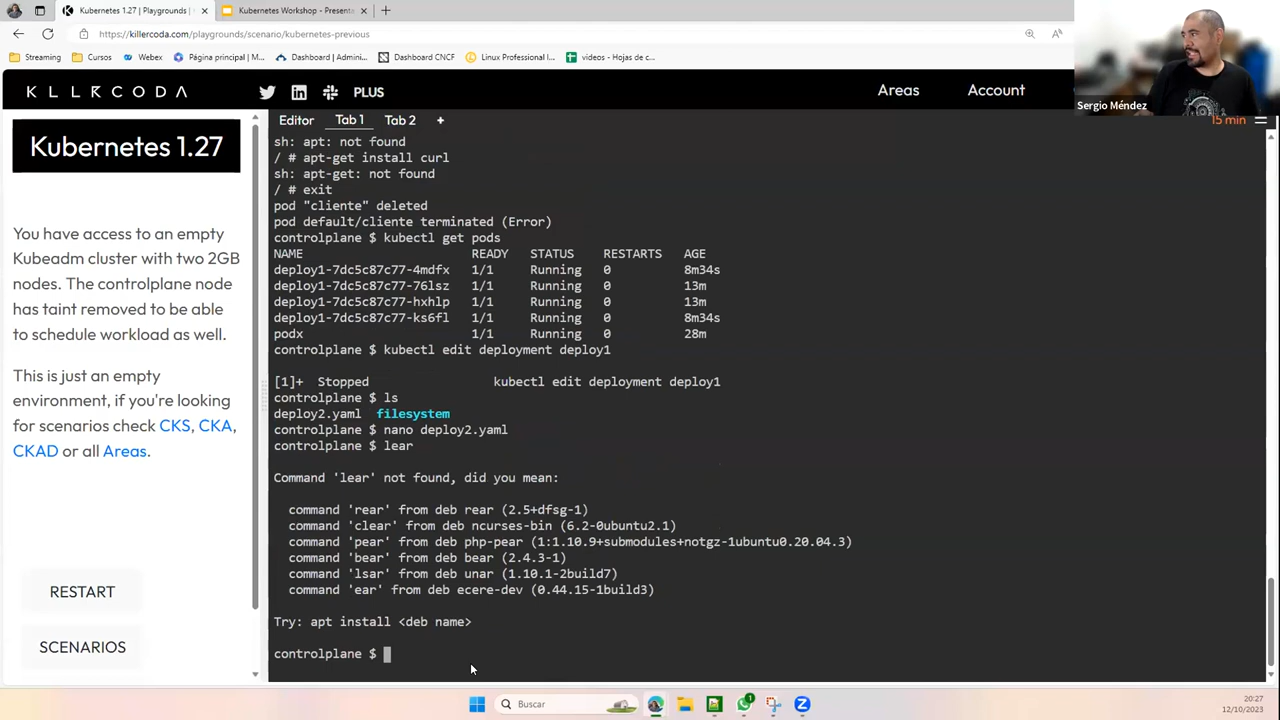 Kubernetes 1.27 | Playgrounds |
Kubernetes Workshop - Presenta
https://killercoda.com/playgrounds/scenario/kubernetes-previous
Streaming
Cursos
Webex
Página principal | M...
Dashboard | Admini...
Dashboard CNCF
Linux Professional I...
videos - Hojas de c...
KLLRCODA
PLUS
Areas
Account
Sergio Méndez
Kubernetes 1.27
Editor
Tab 1
Tab 2
+
15 min
You have access to an empty
Kubeadm cluster with two 2GB
nodes. The controlplane node
has taint removed to be able
to schedule workload as well.
This is just an empty
environment, if you're looking
for scenarios check CKS, CKA,
CKAD or all Areas.
RESTART
SCENARIOS
sh: apt: not found
/ # apt-get install curl
sh: apt-get: not found
/ # exit
pod "cliente" deleted
pod default/cliente terminated (Error)
controlplane $ kubectl get pods
NAME READY STATUS RESTARTS AGE
deploy1-7dc5c87c77-4mdfx 1/1 Running 0 8m34s
deploy1-7dc5c87c77-76lsz 1/1 Running 0 13m
deploy1-7dc5c87c77-hxhlp 1/1 Running 0 13m
deploy1-7dc5c87c77-ks6fl 1/1 Running 0 8m34s
podx 1/1 Running 0 28m
controlplane $ kubectl edit deployment deploy1
[1]+ Stopped kubectl edit deployment deploy1
controlplane $ ls
deploy2.yaml filesystem
controlplane $ nano deploy2.yaml
controlplane $ lear
Command 'lear' not found, did you mean:
command 'rear' from deb rear (2.5+dfsg-1)
command 'clear' from deb ncurses-bin (6.2-0ubuntu2.1)
command 'pear' from deb php-pear (1:1.10.9+submodules+notgz-1ubuntu0.20.04.3)
command 'bear' from deb bear (2.4.3-1)
command 'lsar' from deb unar (1.10.1-2build7)
command 'ear' from deb ecere-dev (0.44.15-1build3)
Try: apt install <deb name>
controlplane $
Buscar
1
20:27
12/10/2023